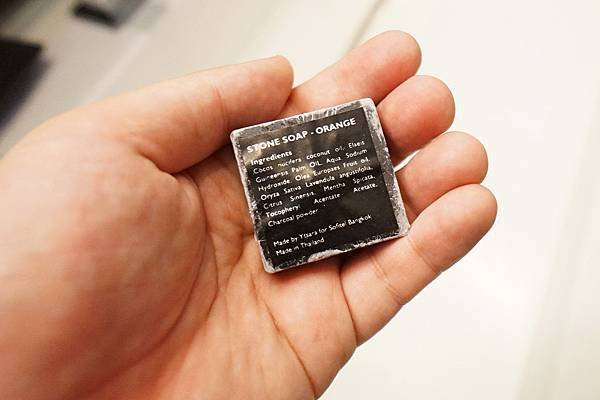 STONE SOAP - ORANGE
Ingredients
Cocos nucifera coconut oil, Elaeis
Guineensis Palm OIL, Aqua, Sodium
Hydroxide, Olea Europaes Fruit oil,
Oryza Sativa Lavendula angustifolia,
Citrus Sinensis, Mentha Spicata,
Tocopheryl Acentate Acetate,
Charcoal powder
Made by Ytsara for Sofitel Bangkok
Made in Thailand